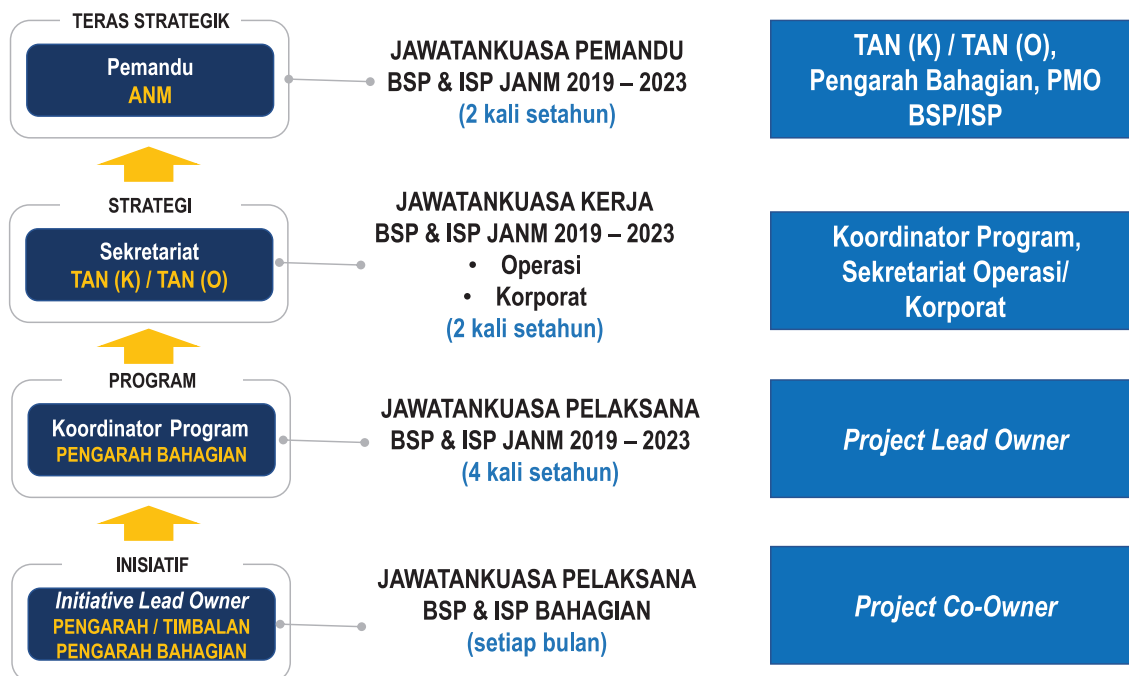 TERAS STRATEGIK
Pemandu
ANM
JAWATANKUASA PEMANDU
BSP & ISP JANM 2019 – 2023
(2 kali setahun)
TAN (K) / TAN (O),
Pengarah Bahagian, PMO
BSP/ISP
STRATEGI
Sekretariat
TAN (K) / TAN (O)
JAWATANKUASA KERJA
BSP & ISP JANM 2019 – 2023
• Operasi
• Korporat
(2 kali setahun)
Koordinator Program,
Sekretariat Operasi/
Korporat
PROGRAM
Koordinator Program
PENGARAH BAHAGIAN
JAWATANKUASA PELAKSANA
BSP & ISP JANM 2019 – 2023
(4 kali setahun)
Project Lead Owner
INISIATIF
Initiative Lead Owner
PENGARAH / TIMBALAN
PENGARAH BAHAGIAN
JAWATANKUASA PELAKSANA
BSP & ISP BAHAGIAN
(setiap bulan)
Project Co-Owner